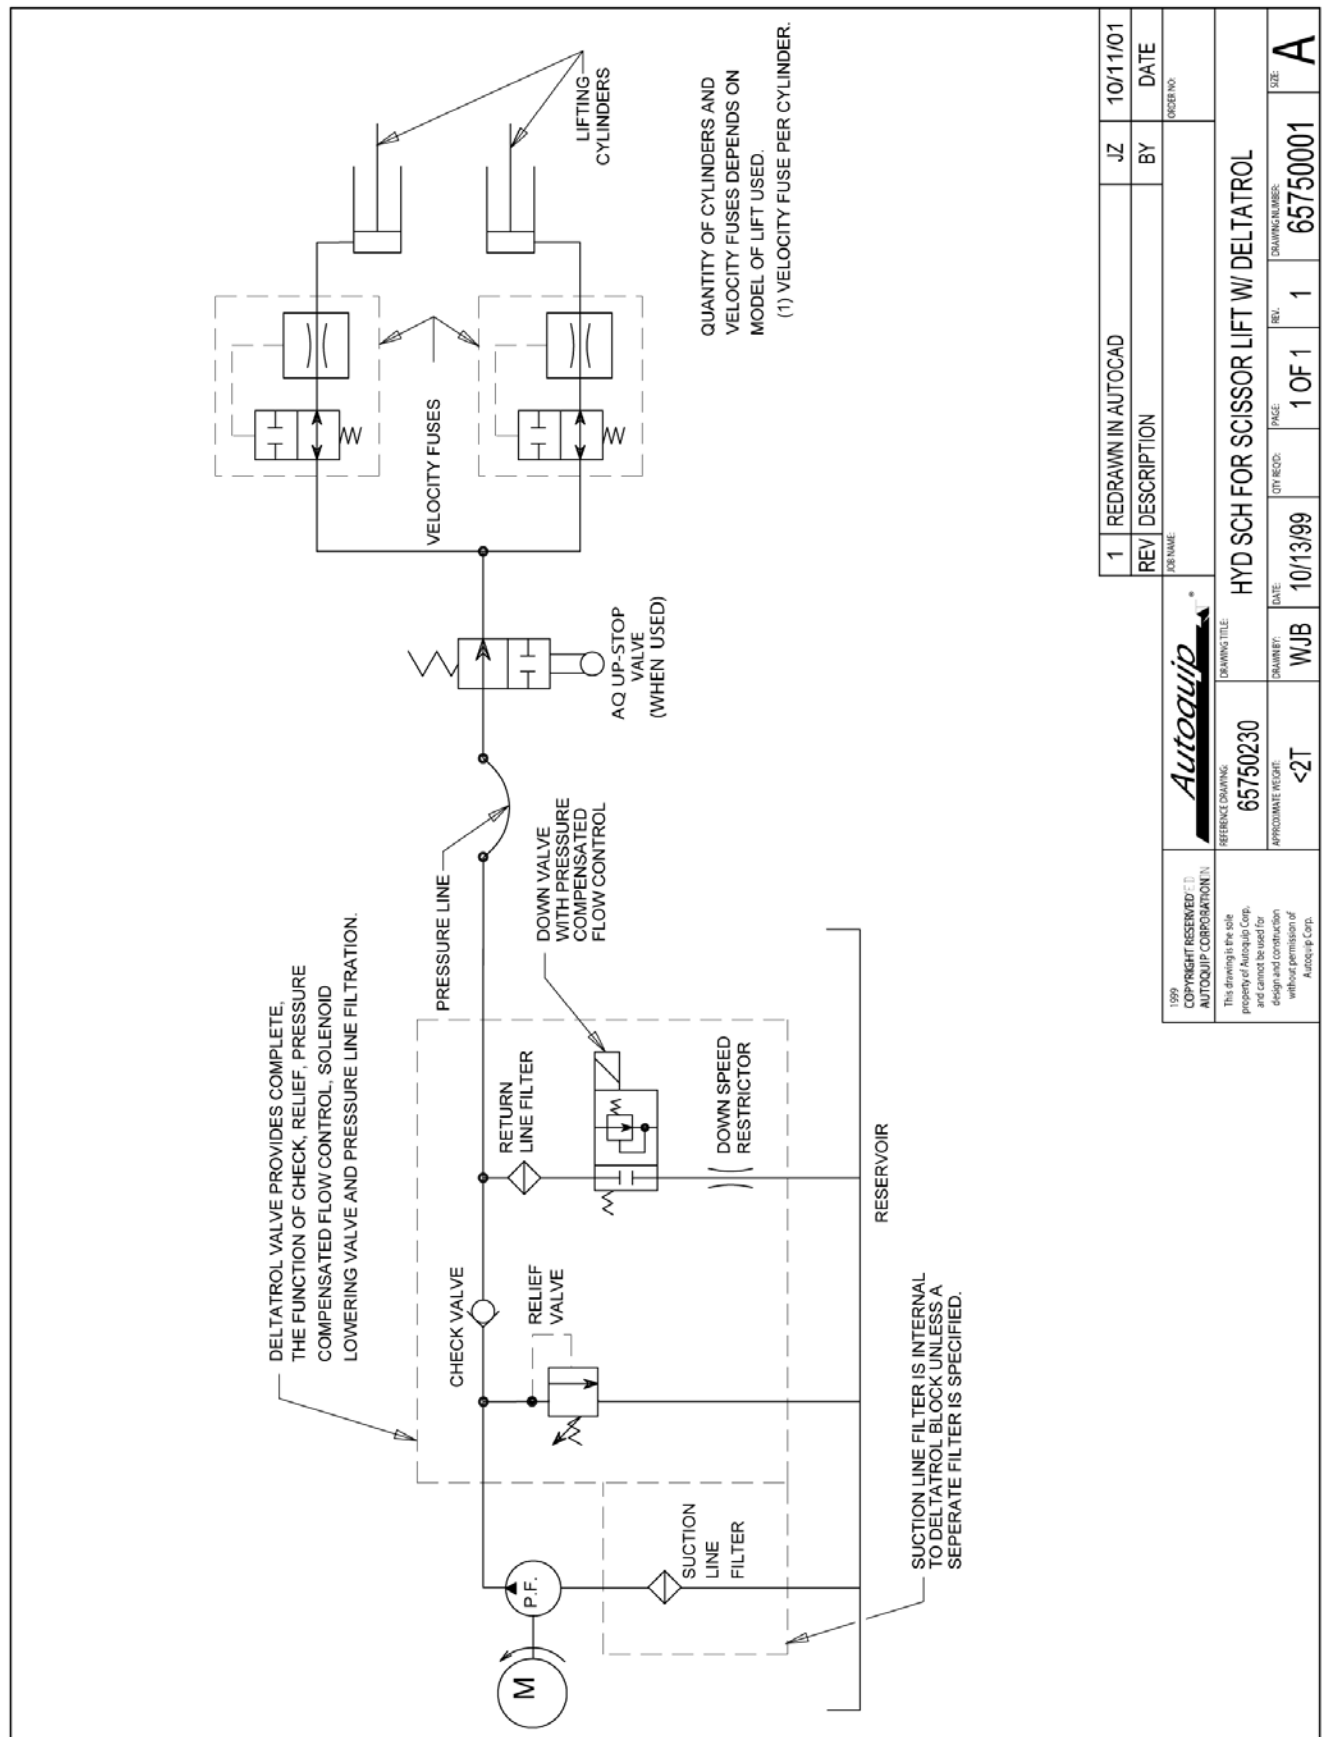 DELTATROL VALVE PROVIDES COMPLETE,
THE FUNCTION OF CHECK, RELIEF, PRESSURE
COMPENSATED FLOW CONTROL, SOLENOID
LOWERING VALVE AND PRESSURE LINE FILTRATION.
M
P.F.
SUCTION
LINE
FILTER
CHECK VALVE
RELIEF
VALVE
RETURN
LINE FILTER
DOWN SPEED
RESTRICTOR
RESERVOIR
SUCTION LINE FILTER IS INTERNAL
TO DELTATROL BLOCK UNLESS A
SEPERATE FILTER IS SPECIFIED.
PRESSURE LINE
DOWN VALVE
WITH PRESSURE
COMPENSATED
FLOW CONTROL
AQ UP-STOP
VALVE
(WHEN USED)
VELOCITY FUSES
LIFTING
CYLINDERS
QUANTITY OF CYLINDERS AND
VELOCITY FUSES DEPENDS ON
MODEL OF LIFT USED.
(1) VELOCITY FUSE PER CYLINDER.
1 REDRAWN IN AUTOCAD JZ 10/11/01
REV DESCRIPTION BY DATE
1999
COPYRIGHT RESERVED
AUTOQUIP CORPORATION
This drawing is the sole
property of Autoquip Corp.
and cannot be used for
design and construction
without permission of
Autoquip Corp.
Autoquip®
JOB NAME:
ORDER NO:
REFERENCE DRAWING:
65750230
DRAWING TITLE:
HYD SCH FOR SCISSOR LIFT W/ DELTATROL
APPROXIMATE WEIGHT:
<2T
DRAWN BY:
WJB
DATE:
10/13/99
QTY REQ'D:
PAGE:
1 OF 1
REV.
1
DRAWING NUMBER:
65750001
SIZE:
A